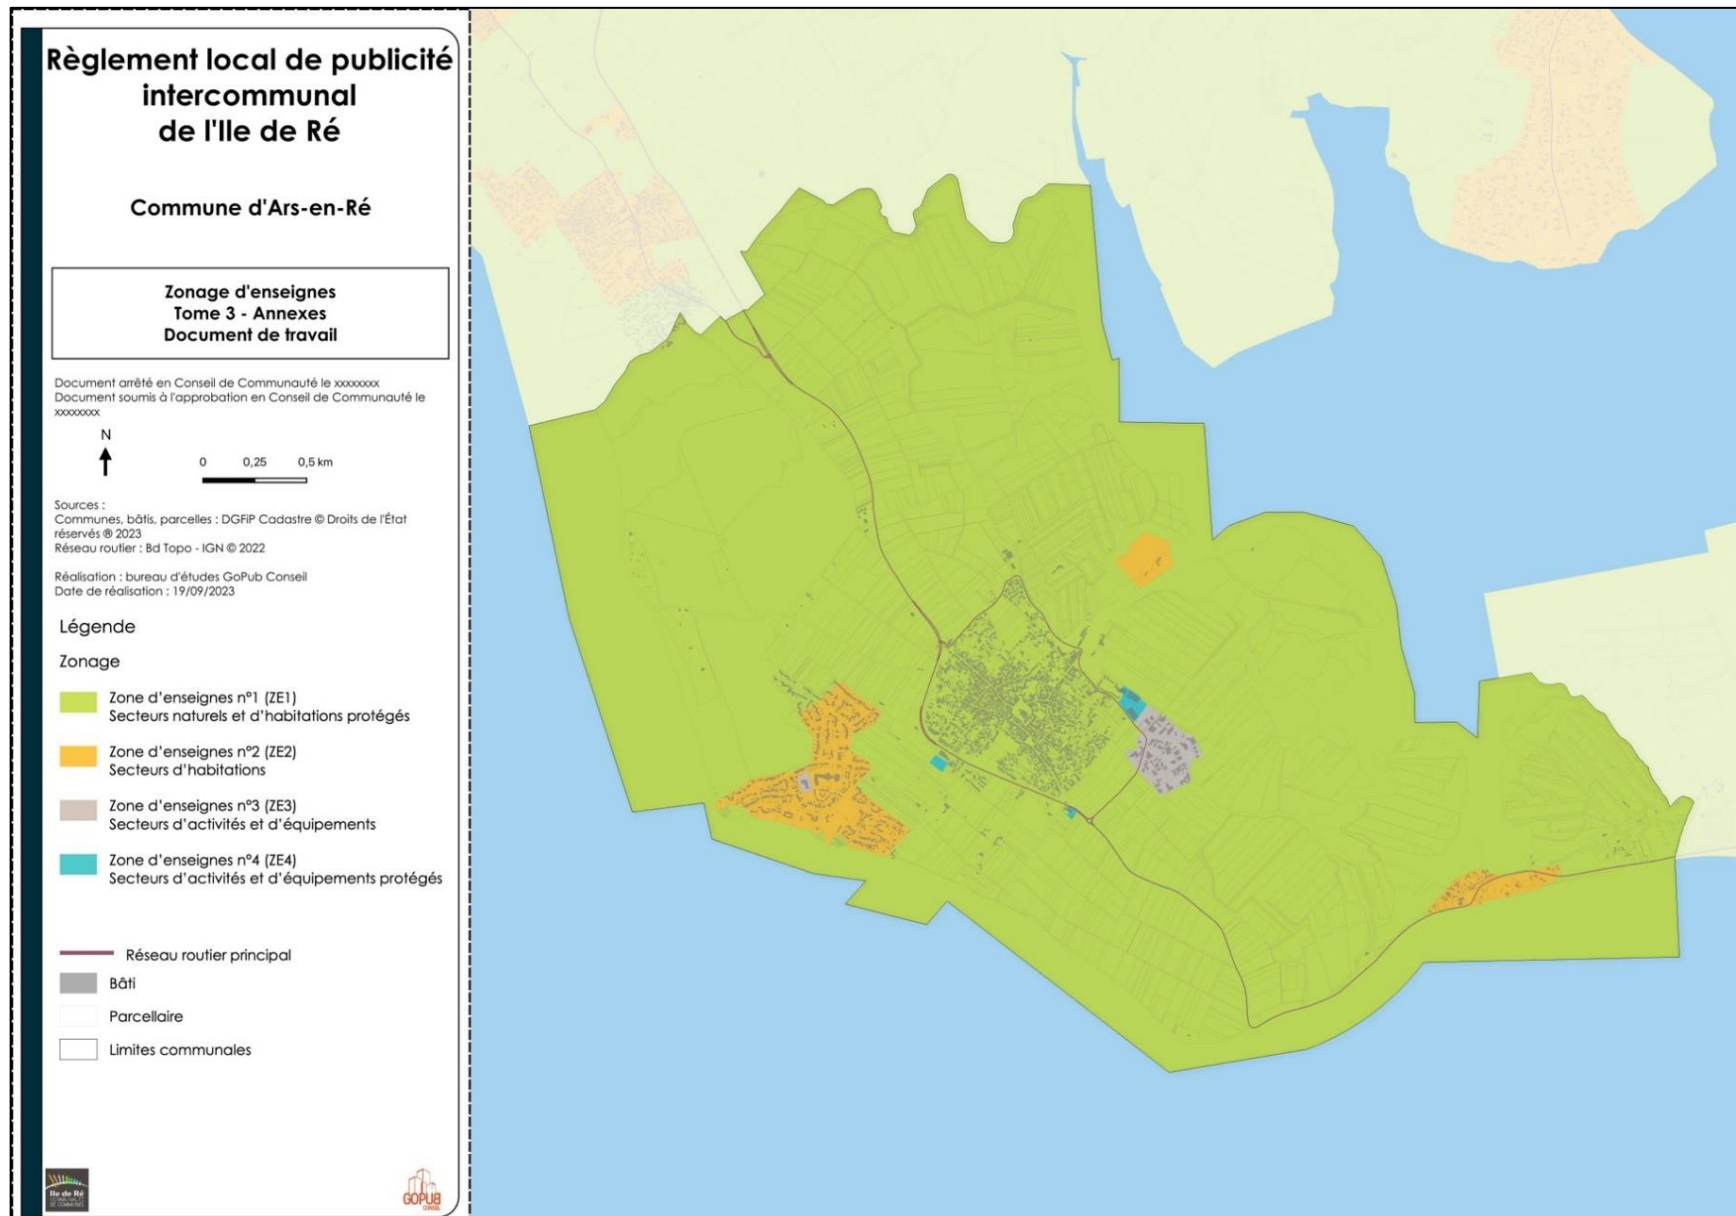 Règlement local de publicité
intercommunal
de l'Ile de Ré
Commune d'Ars-en-Ré
Zonage d'enseignes
Tome 3 - Annexes
Document de travail
Document arrêté en Conseil de Communauté le xxxxxxxx
Document soumis à l'approbation en Conseil de Communauté le
xxxxxxxx
N
0 0,25 0,5 km
Sources :
Communes, bâtis, parcelles : DGFiP Cadastre © Droits de l'État
réservés ® 2023
Réseau routier : Bd Topo - IGN © 2022
Réalisation : bureau d'études GoPub Conseil
Date de réalisation : 19/09/2023
Légende
Zonage
Zone d'enseignes n°1 (ZE1)
Secteurs naturels et d'habitations protégés
Zone d'enseignes n°2 (ZE2)
Secteurs d'habitations
Zone d'enseignes n°3 (ZE3)
Secteurs d'activités et d'équipements
Zone d'enseignes n°4 (ZE4)
Secteurs d'activités et d'équipements protégés
Réseau routier principal
Bâti
Parcellaire
Limites communales
Ile de Ré
GOPUB
CONSEIL